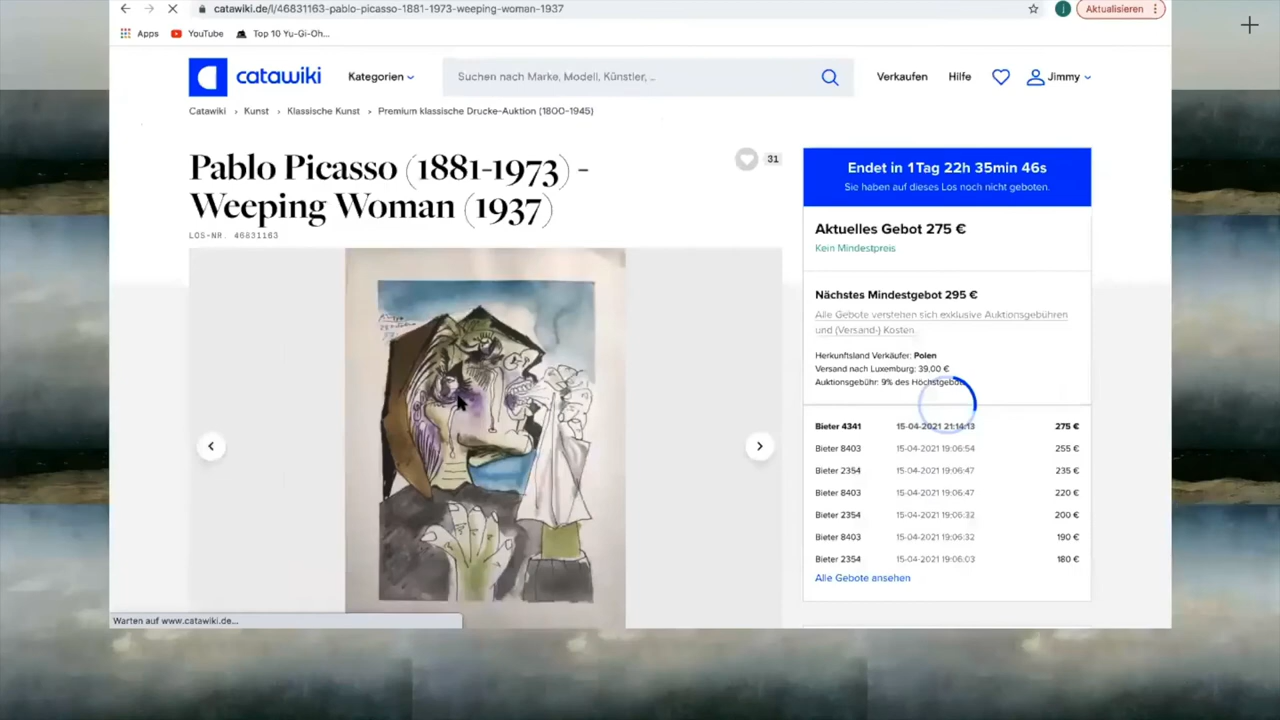 catawiki.de/l/46831163-pablo-picasso-1881-1973-weeping-woman-1937
Aktualisieren
Apps
YouTube
Top 10 Yu-Gi-Oh...
catawiki
Kategorien
Suchen nach Marke, Modell, Künstler, ...
Verkaufen
Hilfe
Jimmy
Catawiki > Kunst > Klassische Kunst > Premium klassische Drucke-Auktion (1800-1945)
Pablo Picasso (1881-1973) -
Weeping Woman (1937)
LOS-NR. 46831163
31
Endet in 1 Tag 22h 35min 46s
Sie haben auf dieses Los noch nicht geboten.
Aktuelles Gebot 275 €
Kein Mindestpreis
Nächstes Mindestgebot 295 €
Alle Gebote verstehen sich exklusive Auktionsgebühren
und (Versand-) Kosten.
Herkunftsland Verkäufer: Polen
Versand nach Luxemburg: 39,00 €
Auktionsgebühr: 9% des Höchstgebots
Bieter 4341 15-04-2021 21:14:13 275 €
Bieter 8403 15-04-2021 19:06:54 255 €
Bieter 2354 15-04-2021 19:06:47 235 €
Bieter 8403 15-04-2021 19:06:47 220 €
Bieter 2354 15-04-2021 19:06:32 200 €
Bieter 8403 15-04-2021 19:06:32 190 €
Bieter 2354 15-04-2021 19:06:03 180 €
Alle Gebote ansehen
Warten auf www.catawiki.de...